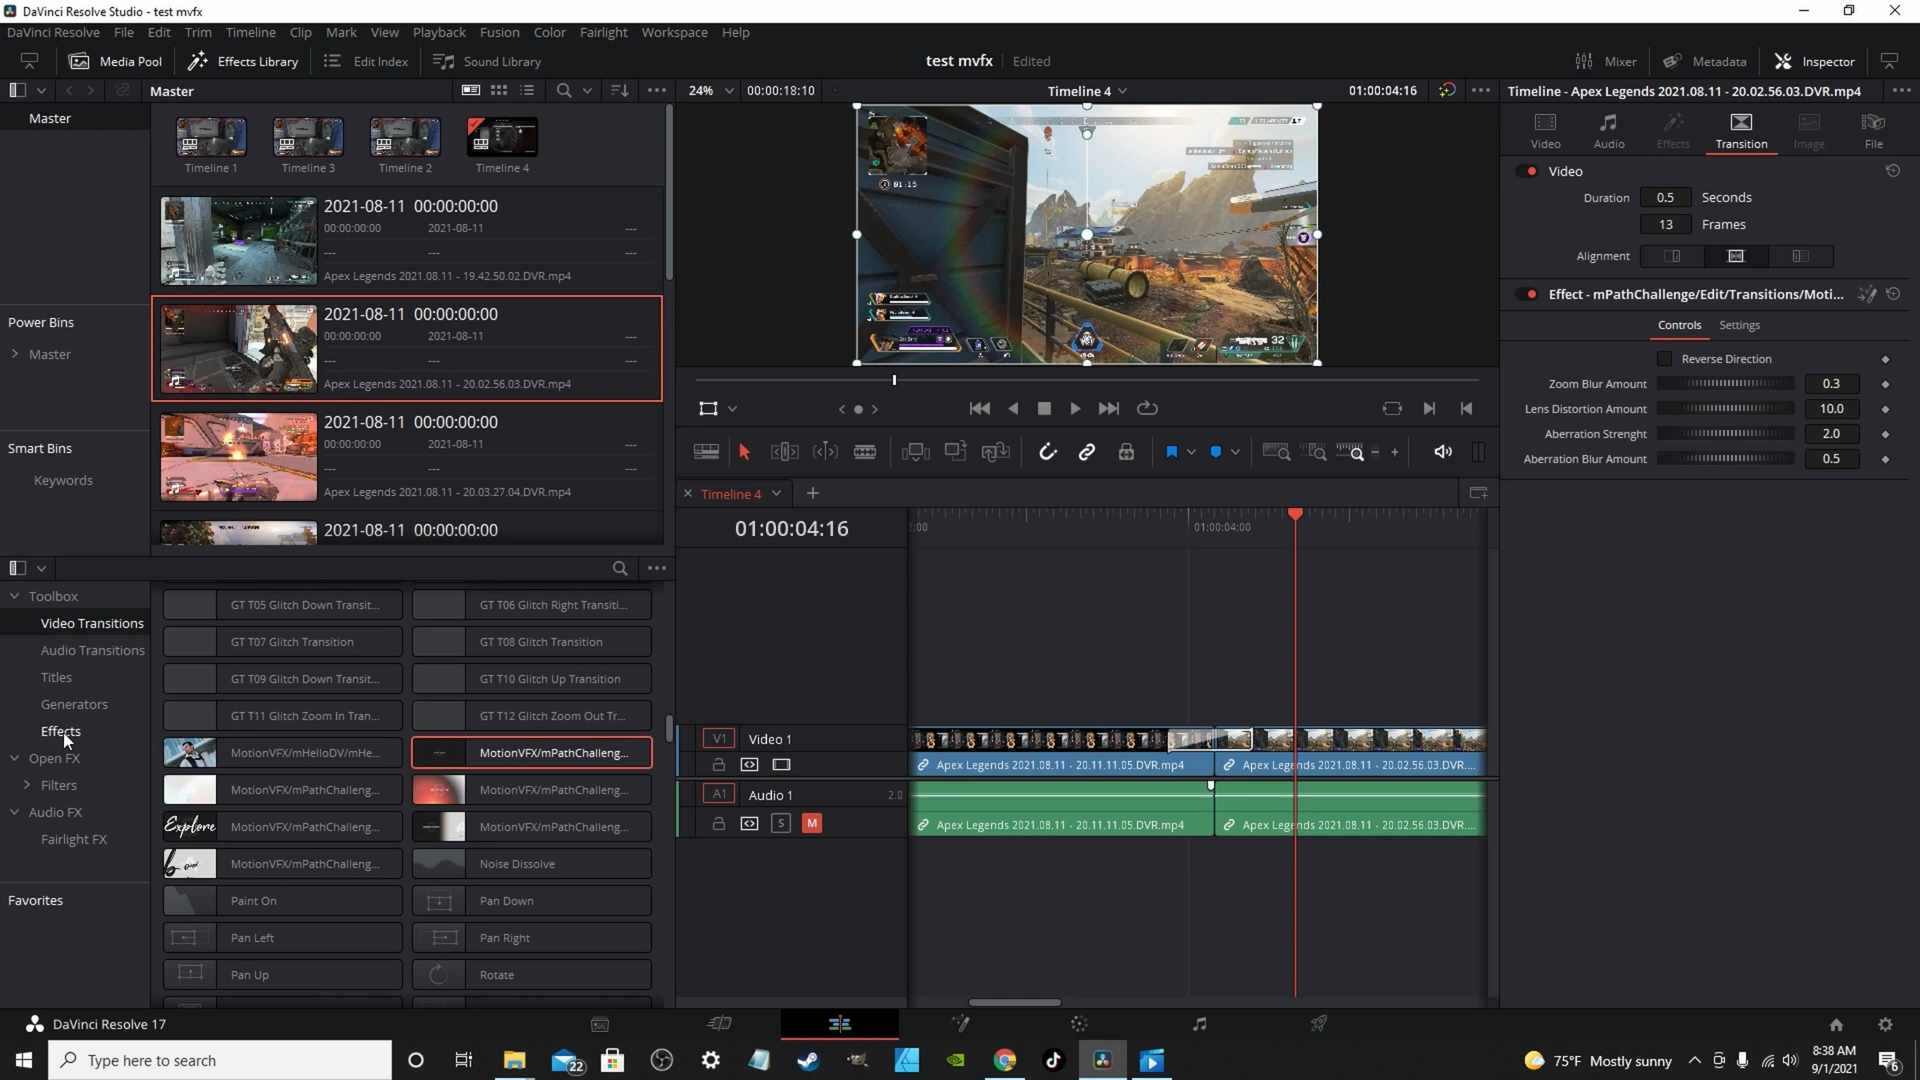 DaVinci Resolve Studio - test mvfx
DaVinci Resolve File Edit Trim Timeline Clip Mark View Playback Fusion Color Fairlight Workspace Help
Media Pool Effects Library Edit Index Sound Library test mvfx Edited Mixer Metadata Inspector
Master 24% 00:00:18:10 Timeline 4 01:00:04:16 Timeline - Apex Legends 2021.08.11 - 20.02.56.03.DVR.mp4
Master
Timeline 1 Timeline 3 Timeline 2 Timeline 4
Video Audio Effects Transition Image File
Video
Duration 0.5 Seconds
13 Frames
Alignment
Effect - mPathChallenge/Edit/Transitions/Moti...
Controls Settings
Reverse Direction
Zoom Blur Amount 0.3
Lens Distortion Amount 10.0
Aberration Strenght 2.0
Aberration Blur Amount 0.5
01:15
32
2021-08-11 00:00:00:00
00:00:00:00 2021-08-11 ---
--- --- ---
Apex Legends 2021.08.11 - 19.42.50.02.DVR.mp4
2021-08-11 00:00:00:00
00:00:00:00 2021-08-11 ---
--- --- ---
Apex Legends 2021.08.11 - 20.02.56.03.DVR.mp4
2021-08-11 00:00:00:00
00:00:00:00 2021-08-11 ---
--- --- ---
Apex Legends 2021.08.11 - 20.03.27.04.DVR.mp4
2021-08-11 00:00:00:00
Power Bins
Master
Smart Bins
Keywords
Timeline 4
01:00:04:16
:00 01:00:04:00
Toolbox
Video Transitions
Audio Transitions
Titles
Generators
Effects
Open FX
Filters
Audio FX
Fairlight FX
Favorites
GT T05 Glitch Down Transit... GT T06 Glitch Right Transiti...
GT T07 Glitch Transition GT T08 Glitch Transition
GT T09 Glitch Down Transit... GT T10 Glitch Up Transition
GT T11 Glitch Zoom In Tran... GT T12 Glitch Zoom Out Tr...
MotionVFX/mHelloDV/mHe... MotionVFX/mPathChalleng...
MotionVFX/mPathChalleng... MotionVFX/mPathChalleng...
Explore MotionVFX/mPathChalleng... MotionVFX/mPathChalleng...
MotionVFX/mPathChalleng... Noise Dissolve
Paint On Pan Down
Pan Left Pan Right
Pan Up Rotate
V1 Video 1
Apex Legends 2021.08.11 - 20.11.11.05.DVR.mp4 Apex Legends 2021.08.11 - 20.02.56.03.DVR....
A1 Audio 1 2.0
S M
Apex Legends 2021.08.11 - 20.11.11.05.DVR.mp4 Apex Legends 2021.08.11 - 20.02.56.03.DVR....
DaVinci Resolve 17
Type here to search 22 75°F Mostly sunny 8:38 AM
9/1/2021 6